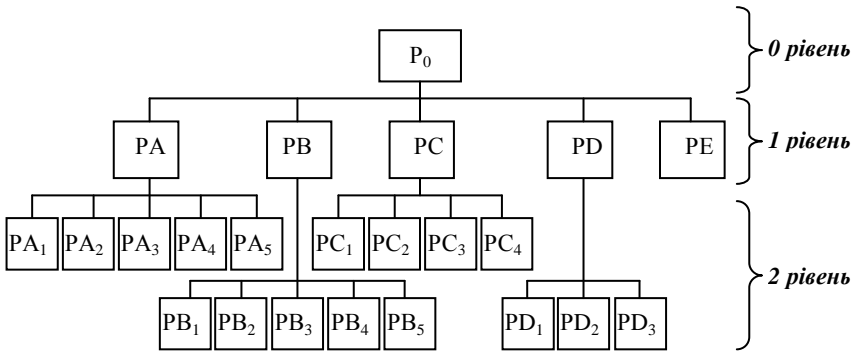 P₀ 0 рівень
PA PB PC PD PE 1 рівень
PA₁ PA₂ PA₃ PA₄ PA₅ PC₁ PC₂ PC₃ PC₄
2 рівень
PB₁ PB₂ PB₃ PB₄ PB₅ PD₁ PD₂ PD₃